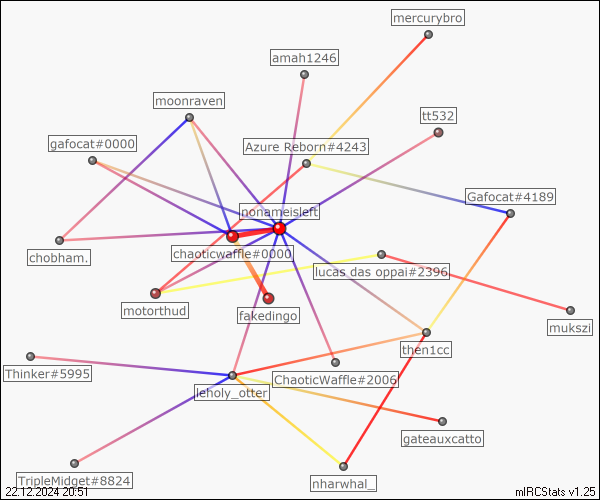 mercurybro
amah1246
moonraven
tt532
gafocat#0000
Azure Reborn#4243
Gafocat#4189
nonameisleft
chaoticwaffle#0000
chobham.
lucas das oppai#2396
motorthud
fakedingo
mukszi
then1cc
Thinker#5995
ChaoticWaffle#2006
leholy_otter
gateauxcatto
TripleMidget#8824
nharwhal_
22.12.2024 20:51
mIRCStats v1.25